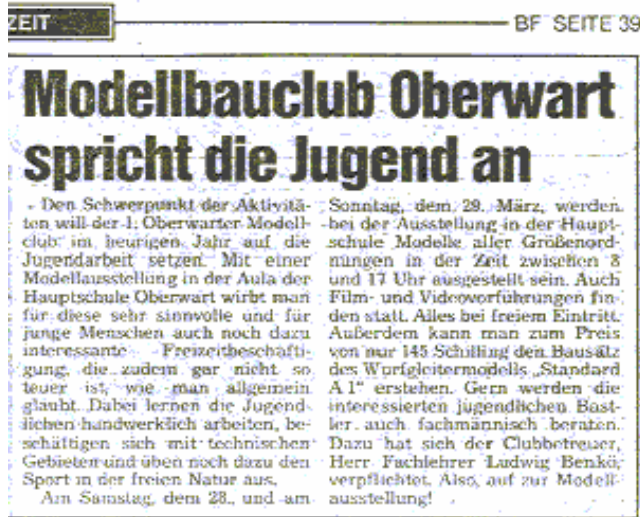 ZEIT
BF SEITE 39
Modellbauclub Oberwart
spricht die Jugend an
Den Schwerpunkt der Aktivitä-
ten will der 1. Oberwarter Modell-
club im heurigen Jahr auf die
Jugendarbeit setzen. Mit einer
Modellausstellung in der Aula der
Hauptschule Oberwart wirbt man
für diese sehr sinnvolle und für
junge Menschen auch noch dazu
interessante Freizeitbeschäfti-
gung, die zudem gar nicht so
teuer ist, wie man allgemein
glaubt. Dabei lernen die Jugend-
lichen handwerklich arbeiten, be-
schäftigen sich mit technischen
Gebieten und üben noch dazu den
Sport in der freien Natur aus.
Am Samstag, dem 28., und am
Sonntag, dem 29. März, werden
bei der Ausstellung in der Haupt-
schule Modelle aller Größenord-
nungen in der Zeit zwischen 8
und 17 Uhr ausgestellt sein. Auch
Film- und Videovorführungen fin-
den statt. Alles bei freiem Eintritt.
Außerdem kann man zum Preis
von nur 145 Schilling den Bausatz
des Wurfgleitermodells „Standard
A 1" erstehen. Gern werden die
interessierten jugendlichen Bast-
ler auch fachmännisch beraten.
Dazu hat sich der Clubbetreuer,
Herr Fachlehrer Ludwig Benkö,
verpflichtet. Also, auf zur Modell-
ausstellung!